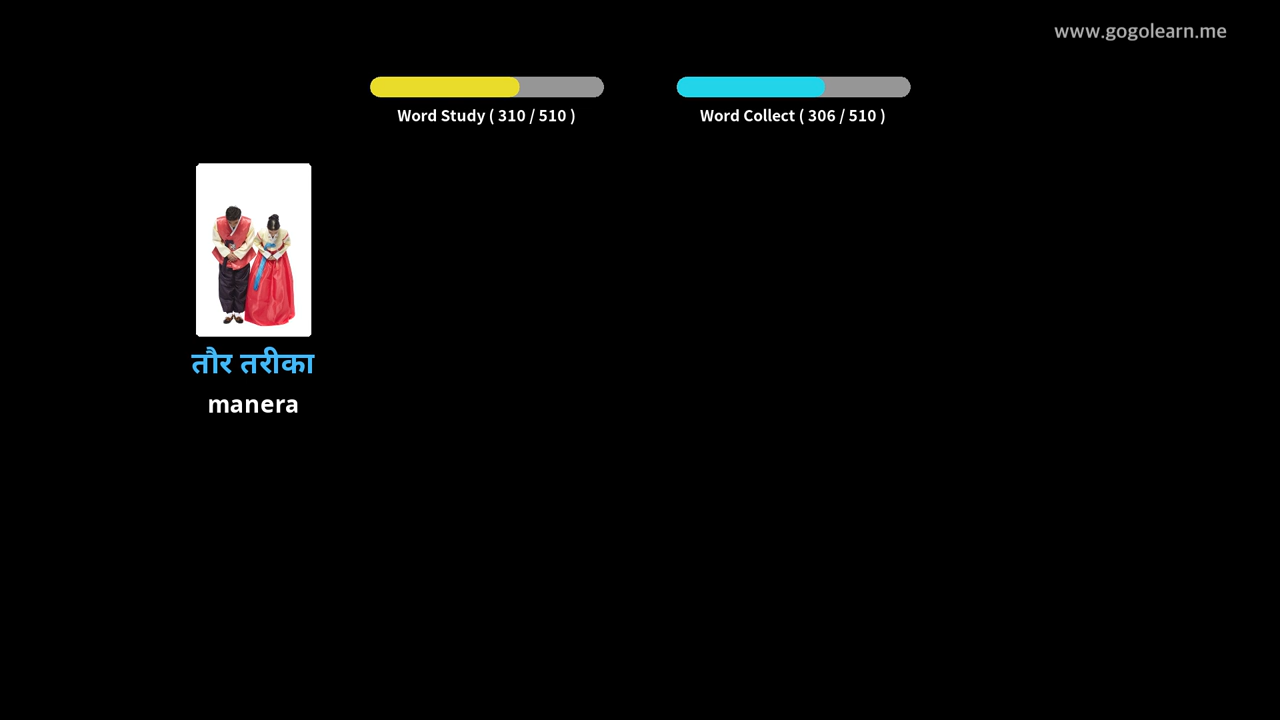 www.gogolearn.me
Word Study ( 310 / 510 )
Word Collect ( 306 / 510 )
तौर तरीका
manera